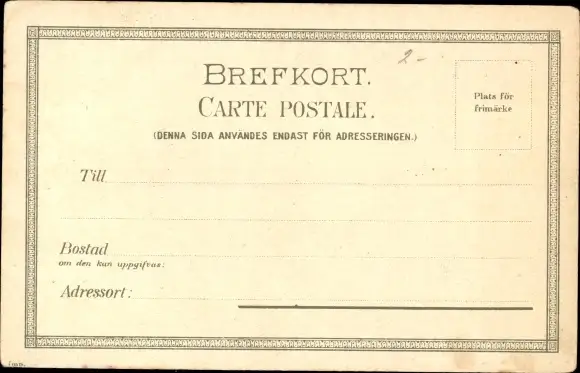 2-
BREFKORT.
CARTE POSTALE.
(DENNA SIDA ANVÄNDES ENDAST FÖR ADRESSERINGEN.)
Plats för
frimärke
Till
Bostad
om den kan uppgifvas:
Adressort: